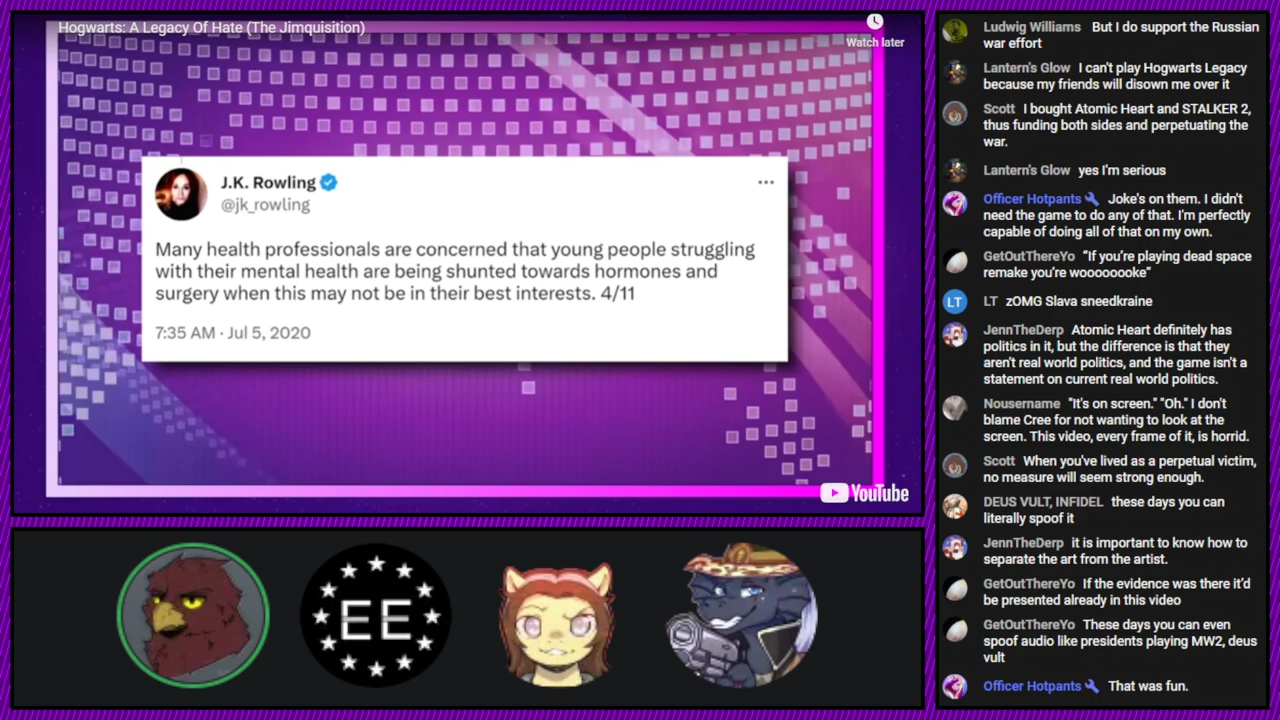 Hogwarts: A Legacy Of Hate (The Jimquisition)
Watch later
J.K. Rowling
@jk_rowling
Many health professionals are concerned that young people struggling
with their mental health are being shunted towards hormones and
surgery when this may not be in their best interests. 4/11
7:35 AM · Jul 5, 2020
YouTube
EE
Ludwig Williams But I do support the Russian
war effort
Lantern's Glow I can't play Hogwarts Legacy
because my friends will disown me over it
Scott I bought Atomic Heart and STALKER 2,
thus funding both sides and perpetuating the
war.
Lantern's Glow yes I'm serious
Officer Hotpants Joke's on them. I didn't
need the game to do any of that. I'm perfectly
capable of doing all of that on my own.
GetOutThereYo “If you’re playing dead space
remake you’re woooooooke”
LT LT zOMG Slava sneedkraine
JennTheDerp Atomic Heart definitely has
politics in it, but the difference is that they
aren't real world politics, and the game isn't a
statement on current real world politics.
Nousername "It's on screen." "Oh." I don't
blame Cree for not wanting to look at the
screen. This video, every frame of it, is horrid.
Scott When you've lived as a perpetual victim,
no measure will seem strong enough.
DEUS VULT, INFIDEL these days you can
literally spoof it
JennTheDerp it is important to know how to
separate the art from the artist.
GetOutThereYo If the evidence was there it’d
be presented already in this video
GetOutThereYo These days you can even
spoof audio like presidents playing MW2, deus
vult
Officer Hotpants That was fun.